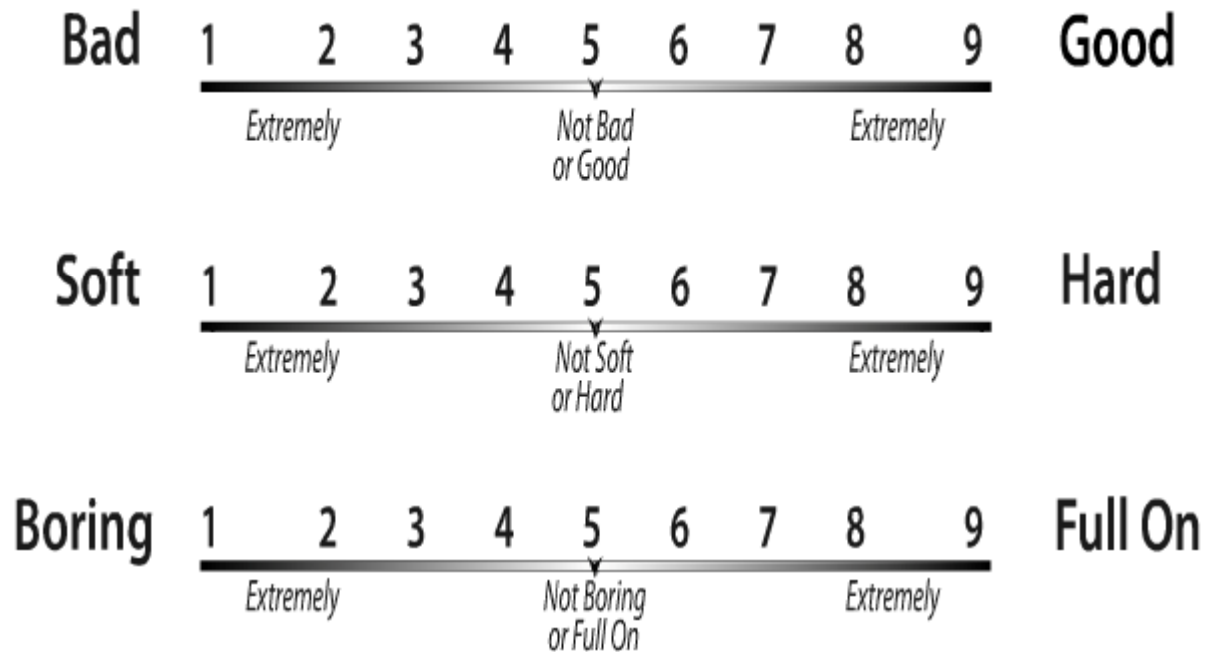 Bad 1 2 3 4 5 6 7 8 9 Good
Extremely Not Bad Extremely
or Good
Soft 1 2 3 4 5 6 7 8 9 Hard
Extremely Not Soft Extremely
or Hard
Boring 1 2 3 4 5 6 7 8 9 Full On
Extremely Not Boring Extremely
or Full On